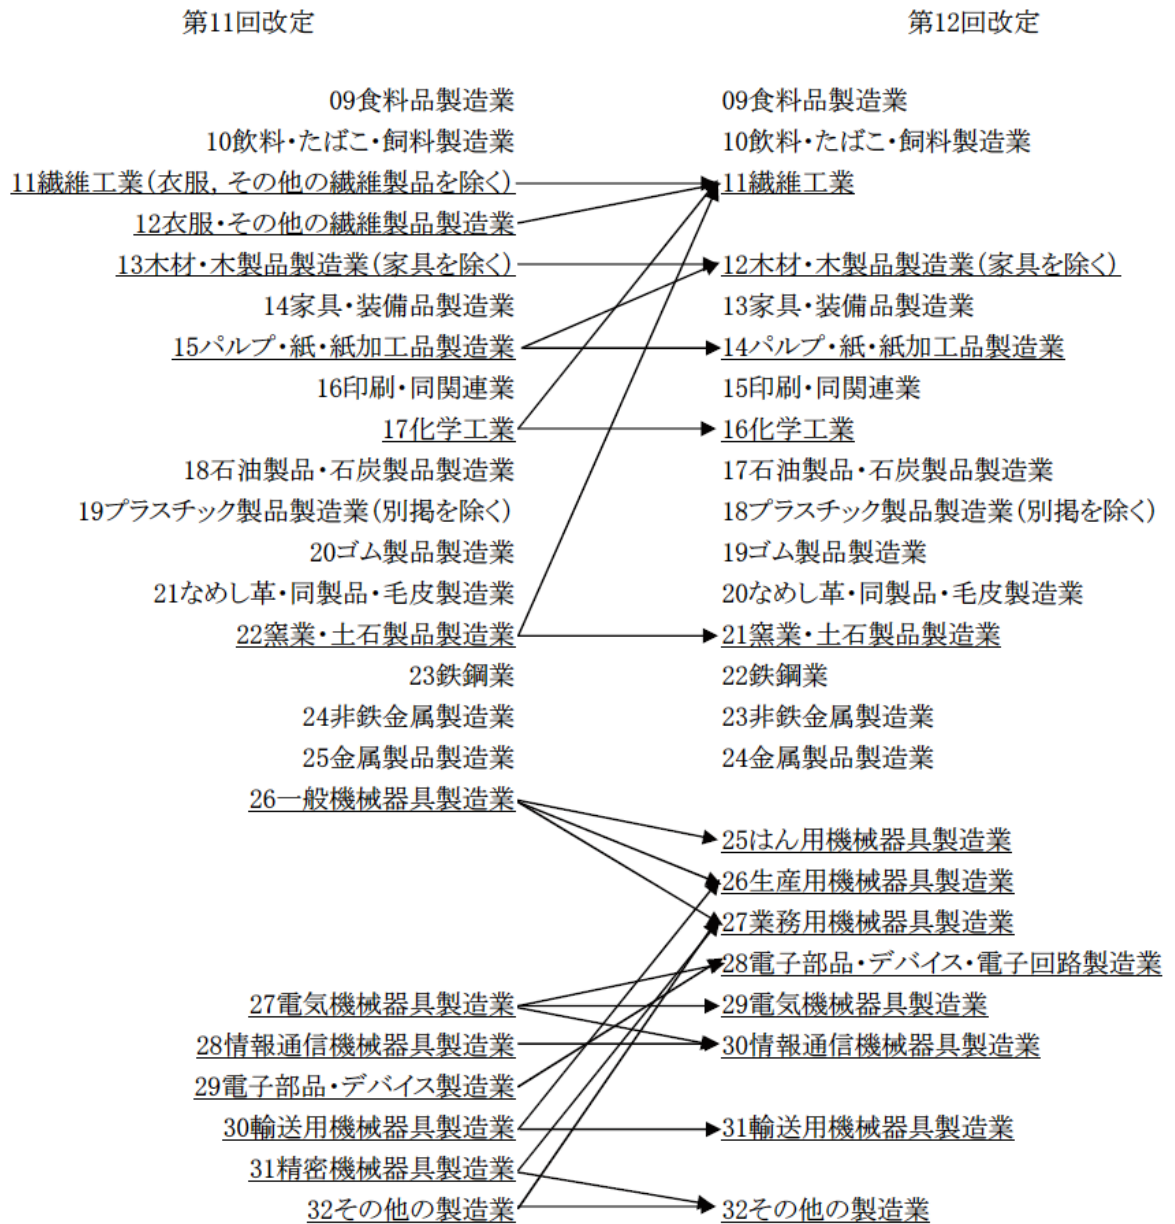 第11回改定 第12回改定
09食料品製造業 09食料品製造業
10飲料・たばこ・飼料製造業 10飲料・たばこ・飼料製造業
11繊維工業(衣服,その他の繊維製品を除く) 11繊維工業
12衣服・その他の繊維製品製造業
13木材・木製品製造業(家具を除く) 12木材・木製品製造業(家具を除く)
14家具・装備品製造業 13家具・装備品製造業
15パルプ・紙・紙加工品製造業 14パルプ・紙・紙加工品製造業
16印刷・同関連業 15印刷・同関連業
17化学工業 16化学工業
18石油製品・石炭製品製造業 17石油製品・石炭製品製造業
19プラスチック製品製造業(別掲を除く) 18プラスチック製品製造業(別掲を除く)
20ゴム製品製造業 19ゴム製品製造業
21なめし革・同製品・毛皮製造業 20なめし革・同製品・毛皮製造業
22窯業・土石製品製造業 21窯業・土石製品製造業
23鉄鋼業 22鉄鋼業
24非鉄金属製造業 23非鉄金属製造業
25金属製品製造業 24金属製品製造業
26一般機械器具製造業
25はん用機械器具製造業
26生産用機械器具製造業
27業務用機械器具製造業
28電子部品・デバイス・電子回路製造業
27電気機械器具製造業 29電気機械器具製造業
28情報通信機械器具製造業 30情報通信機械器具製造業
29電子部品・デバイス製造業
30輸送用機械器具製造業 31輸送用機械器具製造業
31精密機械器具製造業
32その他の製造業 32その他の製造業